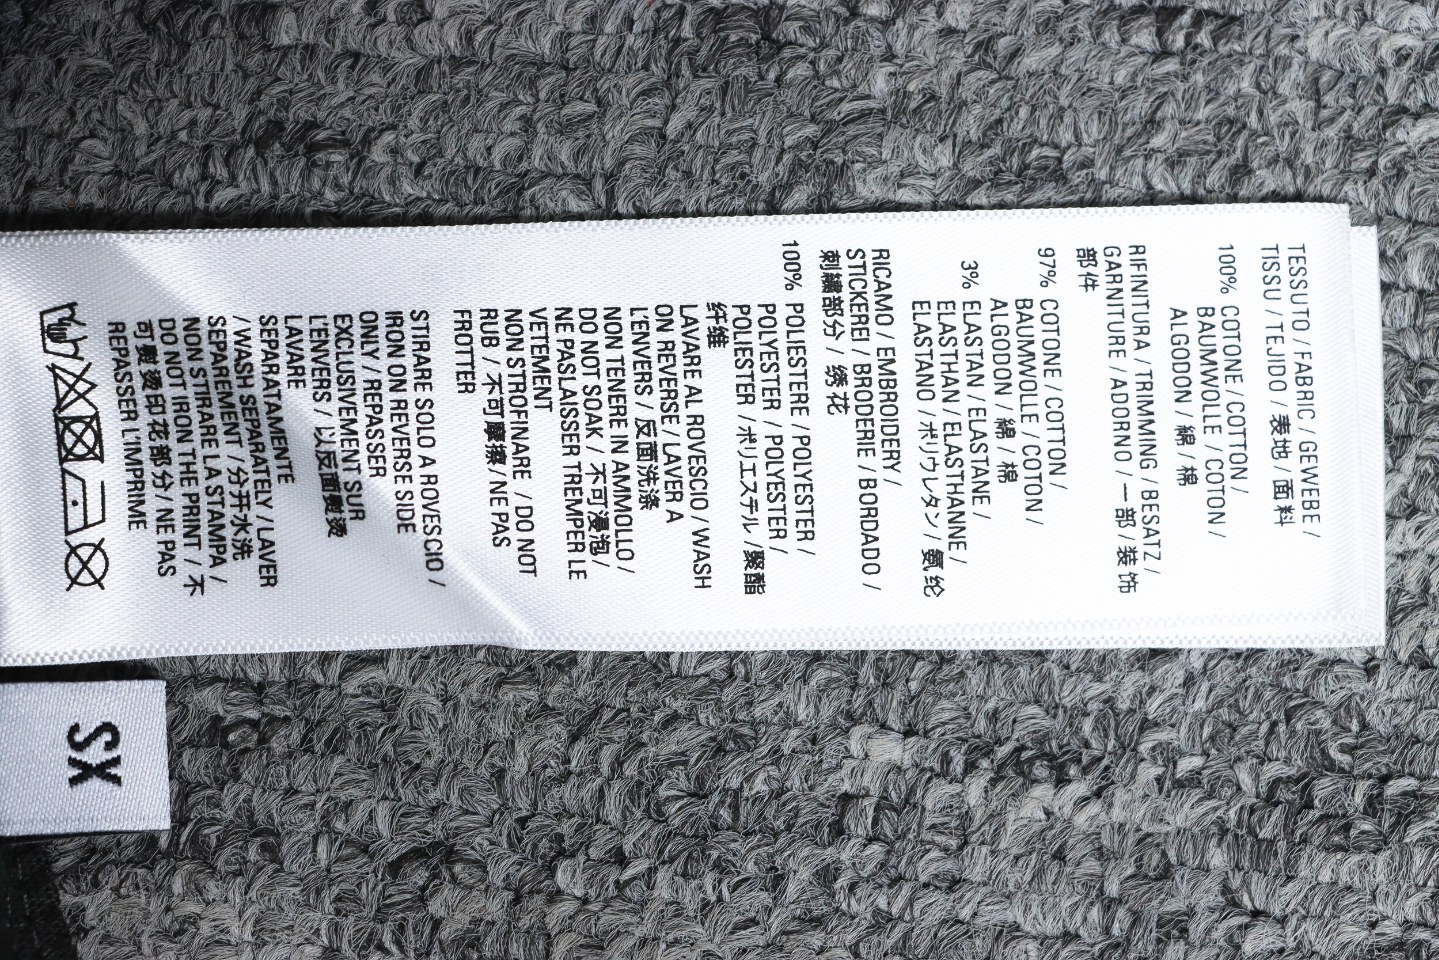 TESSUTO / FABRIC / GEWEBE /
TISSU / TEJIDO / 表地 / 面料
100% COTONE / COTTON /
BAUMWOLLE / COTON /
ALGODON / 綿 / 棉
RIFINITURA / TRIMMING / BESATZ /
GARNITURE / ADORNO / 一部 / 装饰
部件
97% COTONE / COTTON /
BAUMWOLLE / COTON /
ALGODON / 綿 / 棉
3% ELASTAN / ELASTANE /
ELASTHAN / ELASTHANNE /
ELASTANO / ポリウレタン / 氨纶
RICAMO / EMBROIDERY /
STICKEREI / BRODERIE / BORDADO /
刺繍部分 / 绣花
100% POLIESTERE / POLYESTER /
POLYESTER / POLYESTER /
POLIESTER / ポリエステル / 聚酯
纤维
LAVARE AL ROVESCIO / WASH
ON REVERSE / LAVER A
L'ENVERS / 反面洗涤
NON TENERE IN AMMOLLO /
DO NOT SOAK / 不可浸泡 /
NE PAS LAISSER TREMPER LE
VETEMENT
NON STROFINARE / DO NOT
RUB / 不可摩擦 / NE PAS
FROTTER
STIRARE SOLO A ROVESCIO /
IRON ON REVERSE SIDE
ONLY / REPASSER
EXCLUSIVEMENT SUR
L'ENVERS / 以反面熨烫
LAVARE
SEPARATAMENTE
/ WASH SEPARATELY / LAVER
SEPAREMENT / 分开水洗
NON STIRARE LA STAMPA /
DO NOT IRON THE PRINT / 不
可熨烫印花部分 / NE PAS
REPASSER L'IMPRIME
XS